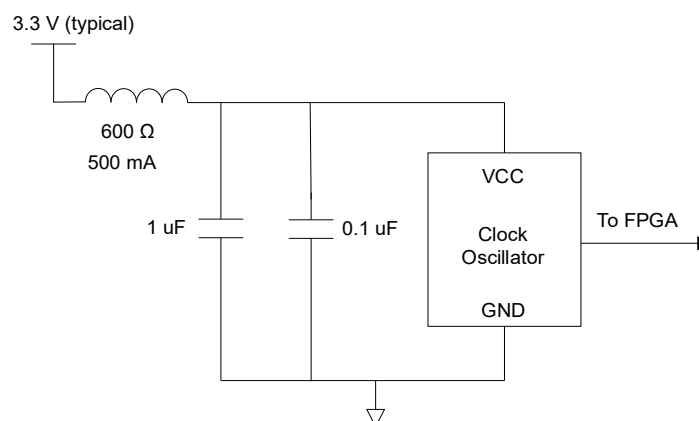 3.3 V (typical)
600 Ω
500 mA
1 uF
0.1 uF
VCC
Clock
Oscillator
GND
To FPGA